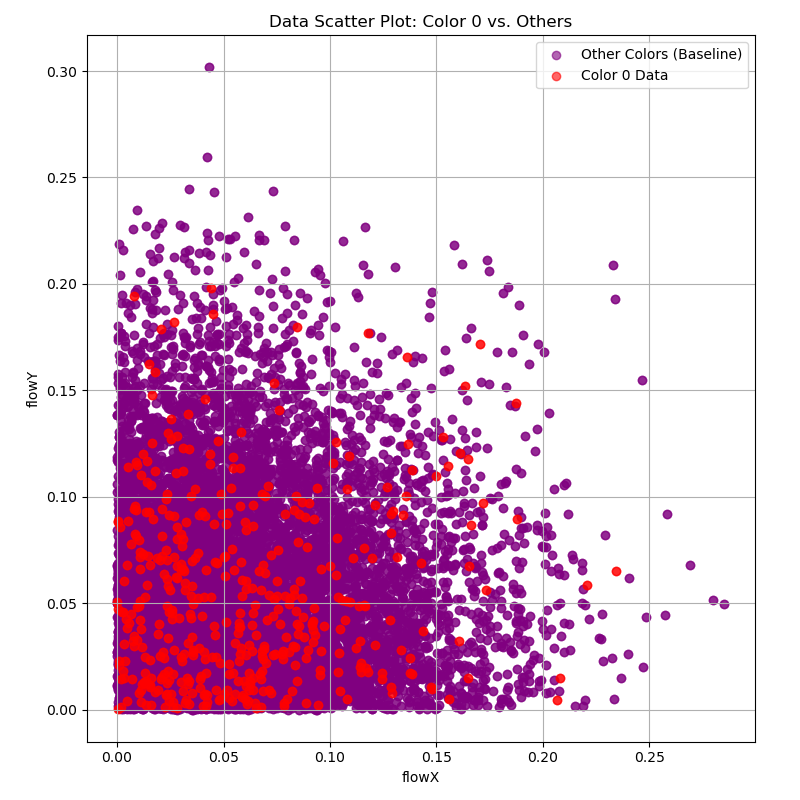 Data Scatter Plot: Color 0 vs. Others
Other Colors (Baseline)
Color 0 Data
flowY
0.30
0.25
0.20
0.15
0.10
0.05
0.00
0.00 0.05 0.10 0.15 0.20 0.25
flowX